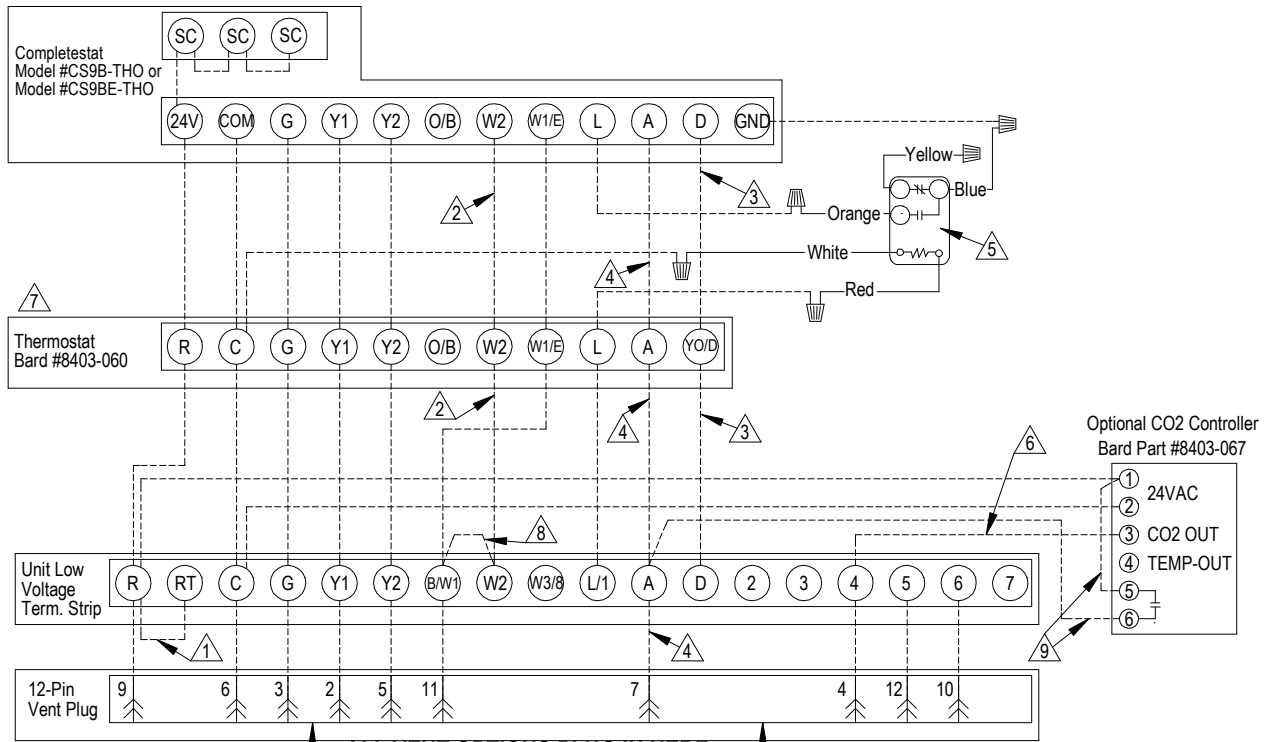 SC SC SC
Completestat
Model #CS9B-THO or
Model #CS9BE-THO
24V COM G Y1 Y2 O/B W2 W1/E L A D GND
Yellow
Blue
2
3
Orange
5
White
4
Red
7
Thermostat
Bard #8403-060
R C G Y1 Y2 O/B W2 W1/E L A YO/D
2
4
3
6
Optional CO2 Controller
Bard Part #8403-067
1
24VAC
2
3 CO2 OUT
4 TEMP-OUT
5
6
8
Unit Low
Voltage
Term. Strip
R RT C G Y1 Y2 B/W1 W2 W3/8 L/1 A D 2 3 4 5 6 7
1
4
9
12-Pin
Vent Plug
9 6 3 2 5 11 7 4 12 10